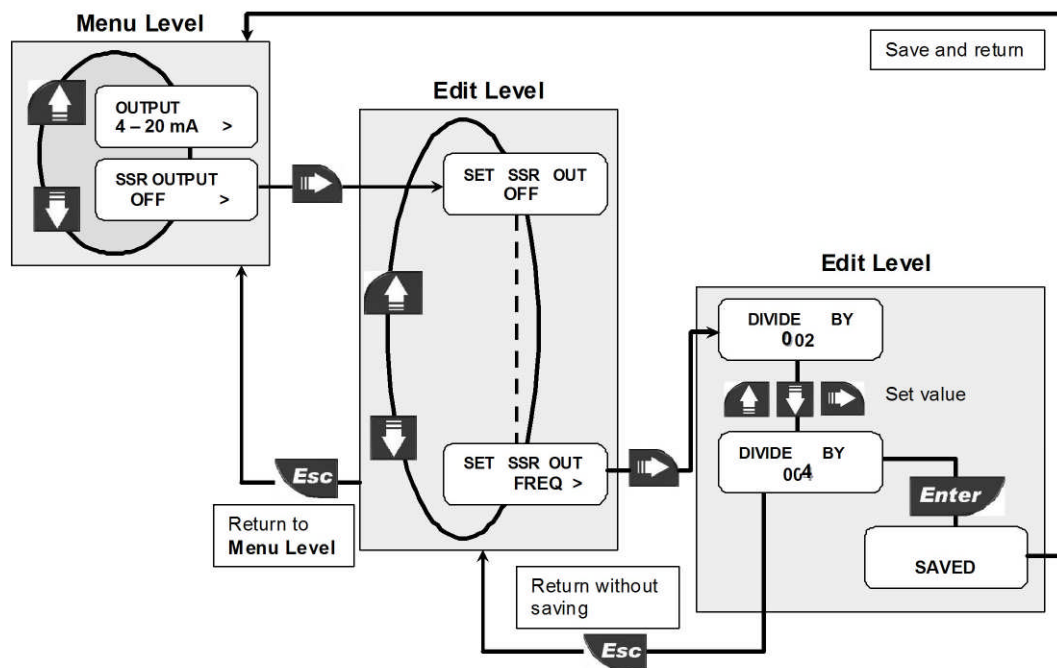 Menu Level
Save and return
OUTPUT
4 – 20 mA >
SSR OUTPUT
OFF >
Edit Level
SET SSR OUT
OFF
SET SSR OUT
FREQ >
Esc
Return to
Menu Level
Edit Level
DIVIDE BY
002
Set value
DIVIDE BY
004
Enter
SAVED
Return without
saving
Esc